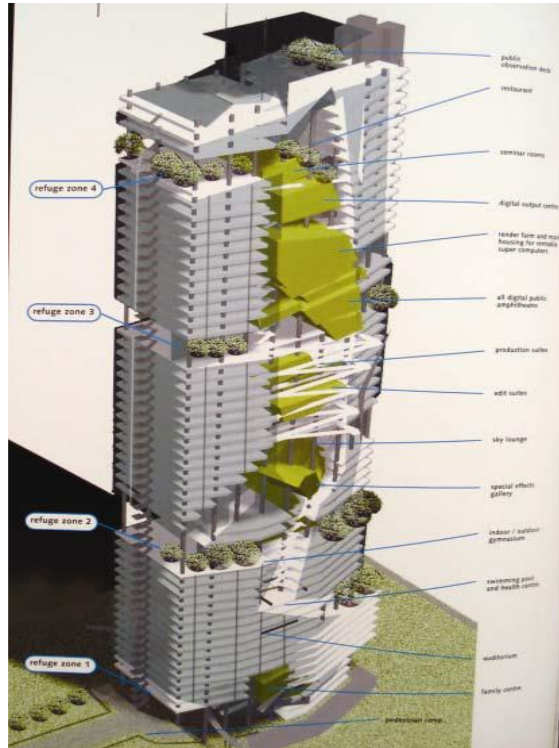 public
observation deck
restaurant
seminar rooms
refuge zone 4
digital output centre
render farm and
housing for rentable
super computers
all digital public
amphitheatre
refuge zone 3
production suites
edit suites
sky lounge
special effects
gallery
refuge zone 2
indoor / outdoor
gymnasium
swimming pool
and health centre
auditorium
refuge zone 1
family centre
pedestrian ramp